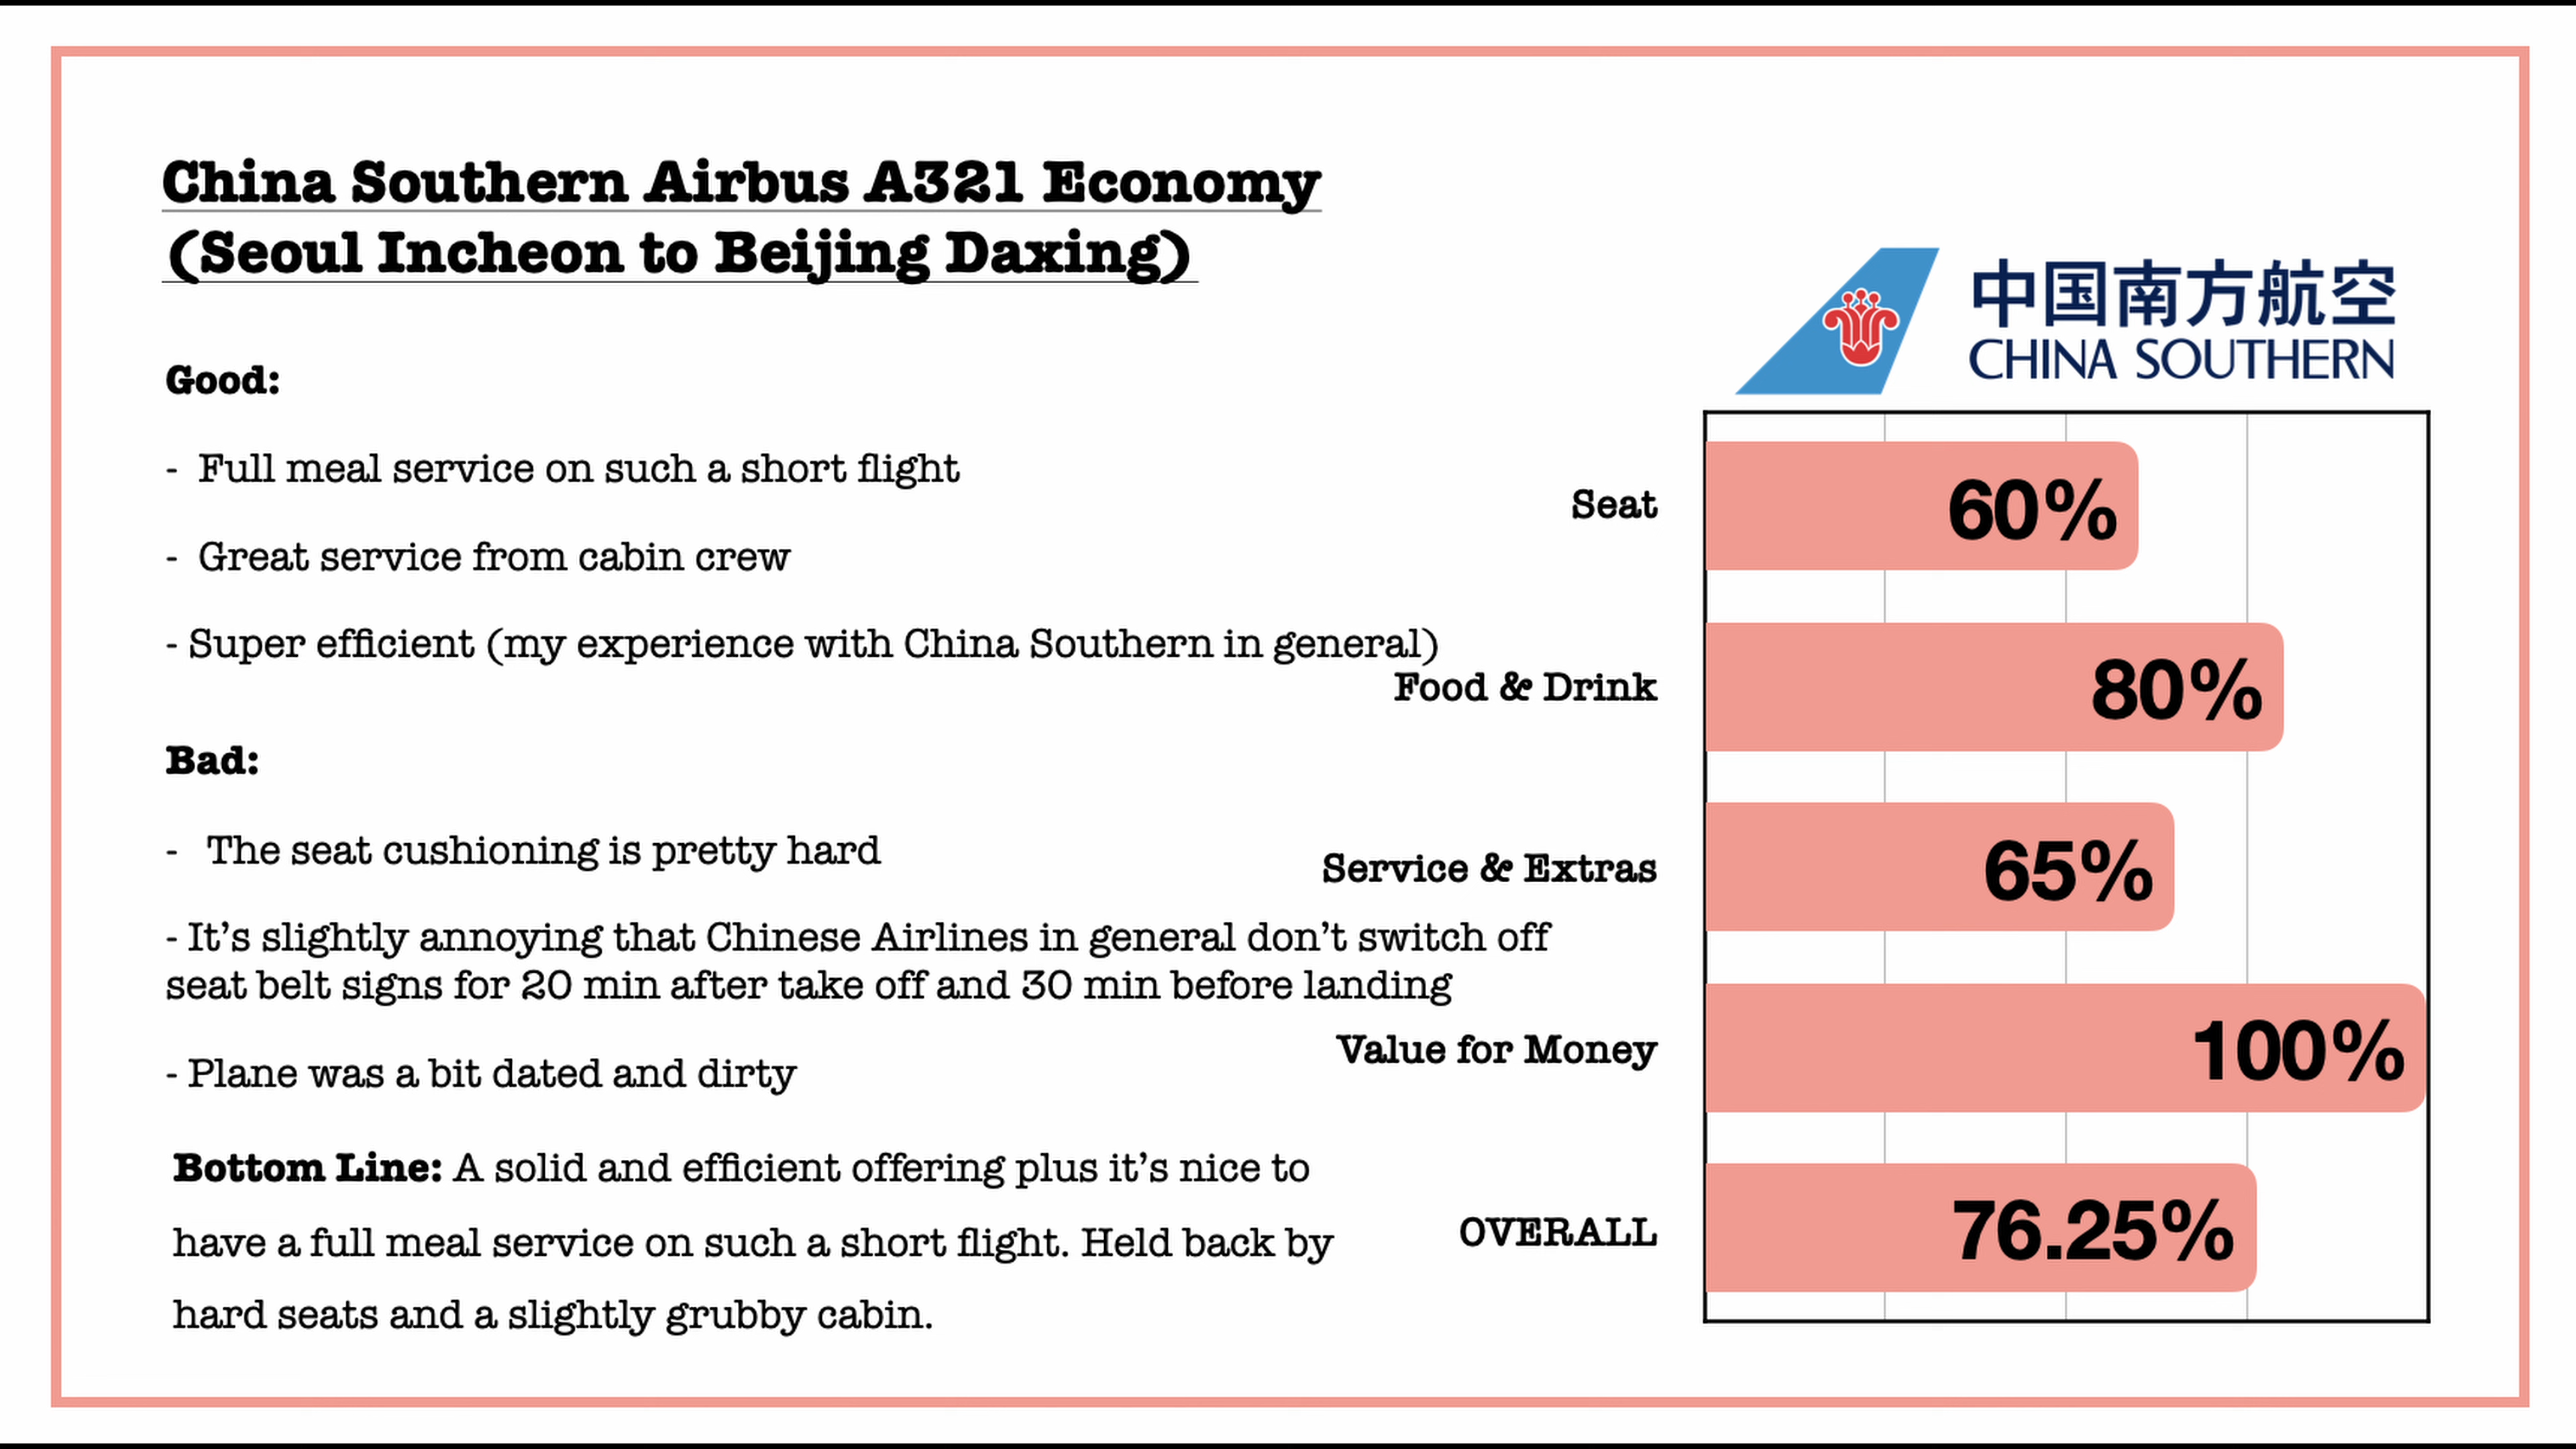 China Southern Airbus A321 Economy
(Seoul Incheon to Beijing Daxing)
Good:
- Full meal service on such a short flight
- Great service from cabin crew
- Super efficient (my experience with China Southern in general)
Bad:
- The seat cushioning is pretty hard
- It’s slightly annoying that Chinese Airlines in general don’t switch off
seat belt signs for 20 min after take off and 30 min before landing
- Plane was a bit dated and dirty
Bottom Line: A solid and efficient offering plus it’s nice to
have a full meal service on such a short flight. Held back by
hard seats and a slightly grubby cabin.
中国南方航空
CHINA SOUTHERN
Seat 60%
Food & Drink 80%
Service & Extras 65%
Value for Money 100%
OVERALL 76.25%